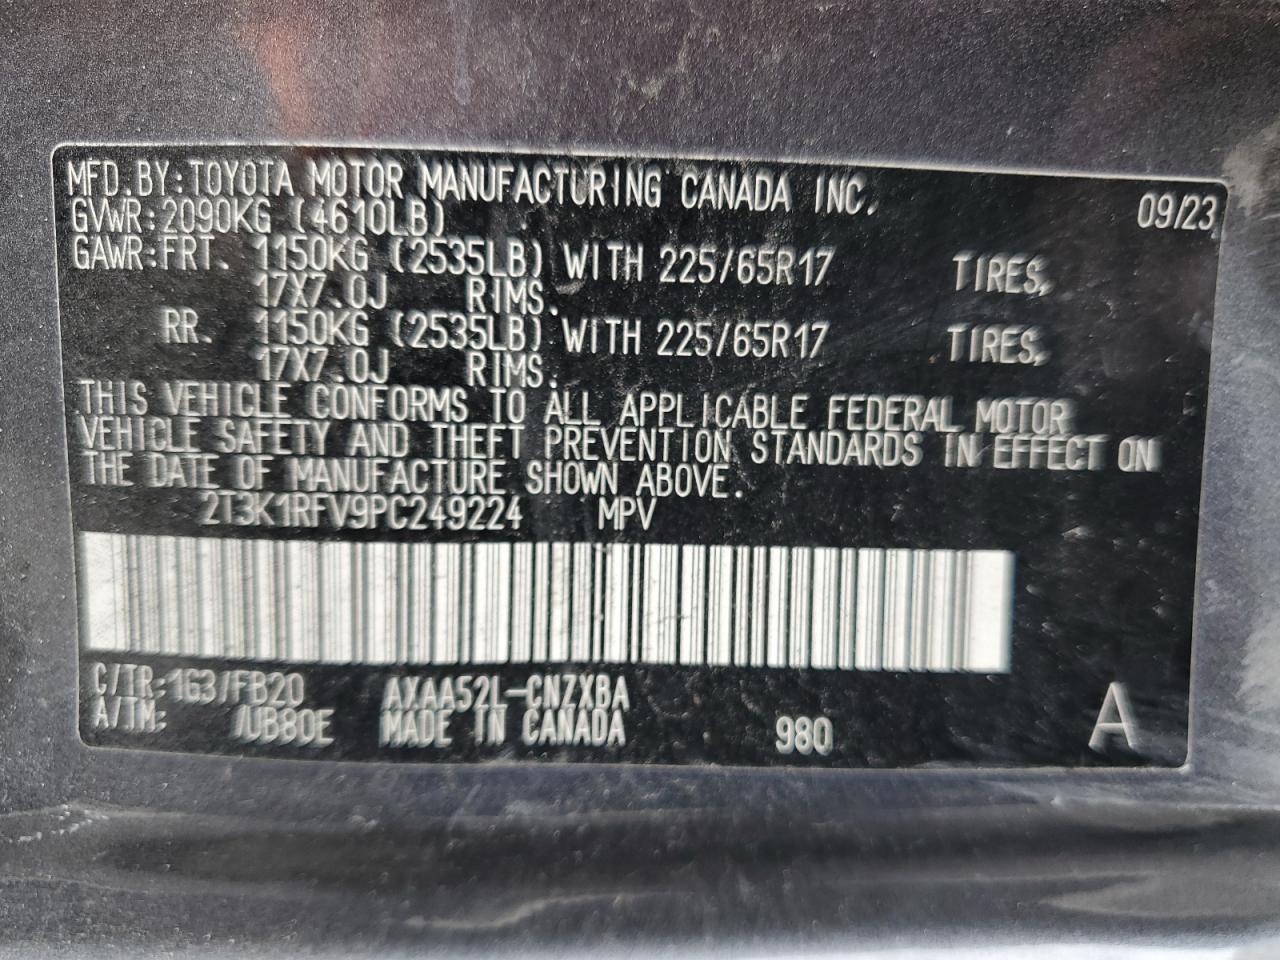 MFD.BY:TOYOTA MOTOR MANUFACTURING CANADA INC. 09/23
GVWR:2090KG (4610LB)
GAWR:FRT. 1150KG (2535LB) WITH 225/65R17 TIRES,
17X7.0J RIMS.
RR. 1150KG (2535LB) WITH 225/65R17 TIRES,
17X7.0J RIMS.
THIS VEHICLE CONFORMS TO ALL APPLICABLE FEDERAL MOTOR
VEHICLE SAFETY AND THEFT PREVENTION STANDARDS IN EFFECT ON
THE DATE OF MANUFACTURE SHOWN ABOVE.
2T3K1RFV9PC249224 MPV
C/TR:1G3/FB20 AXAA52L-CNZXBA
A/TM: /UB80E MADE IN CANADA 980 A